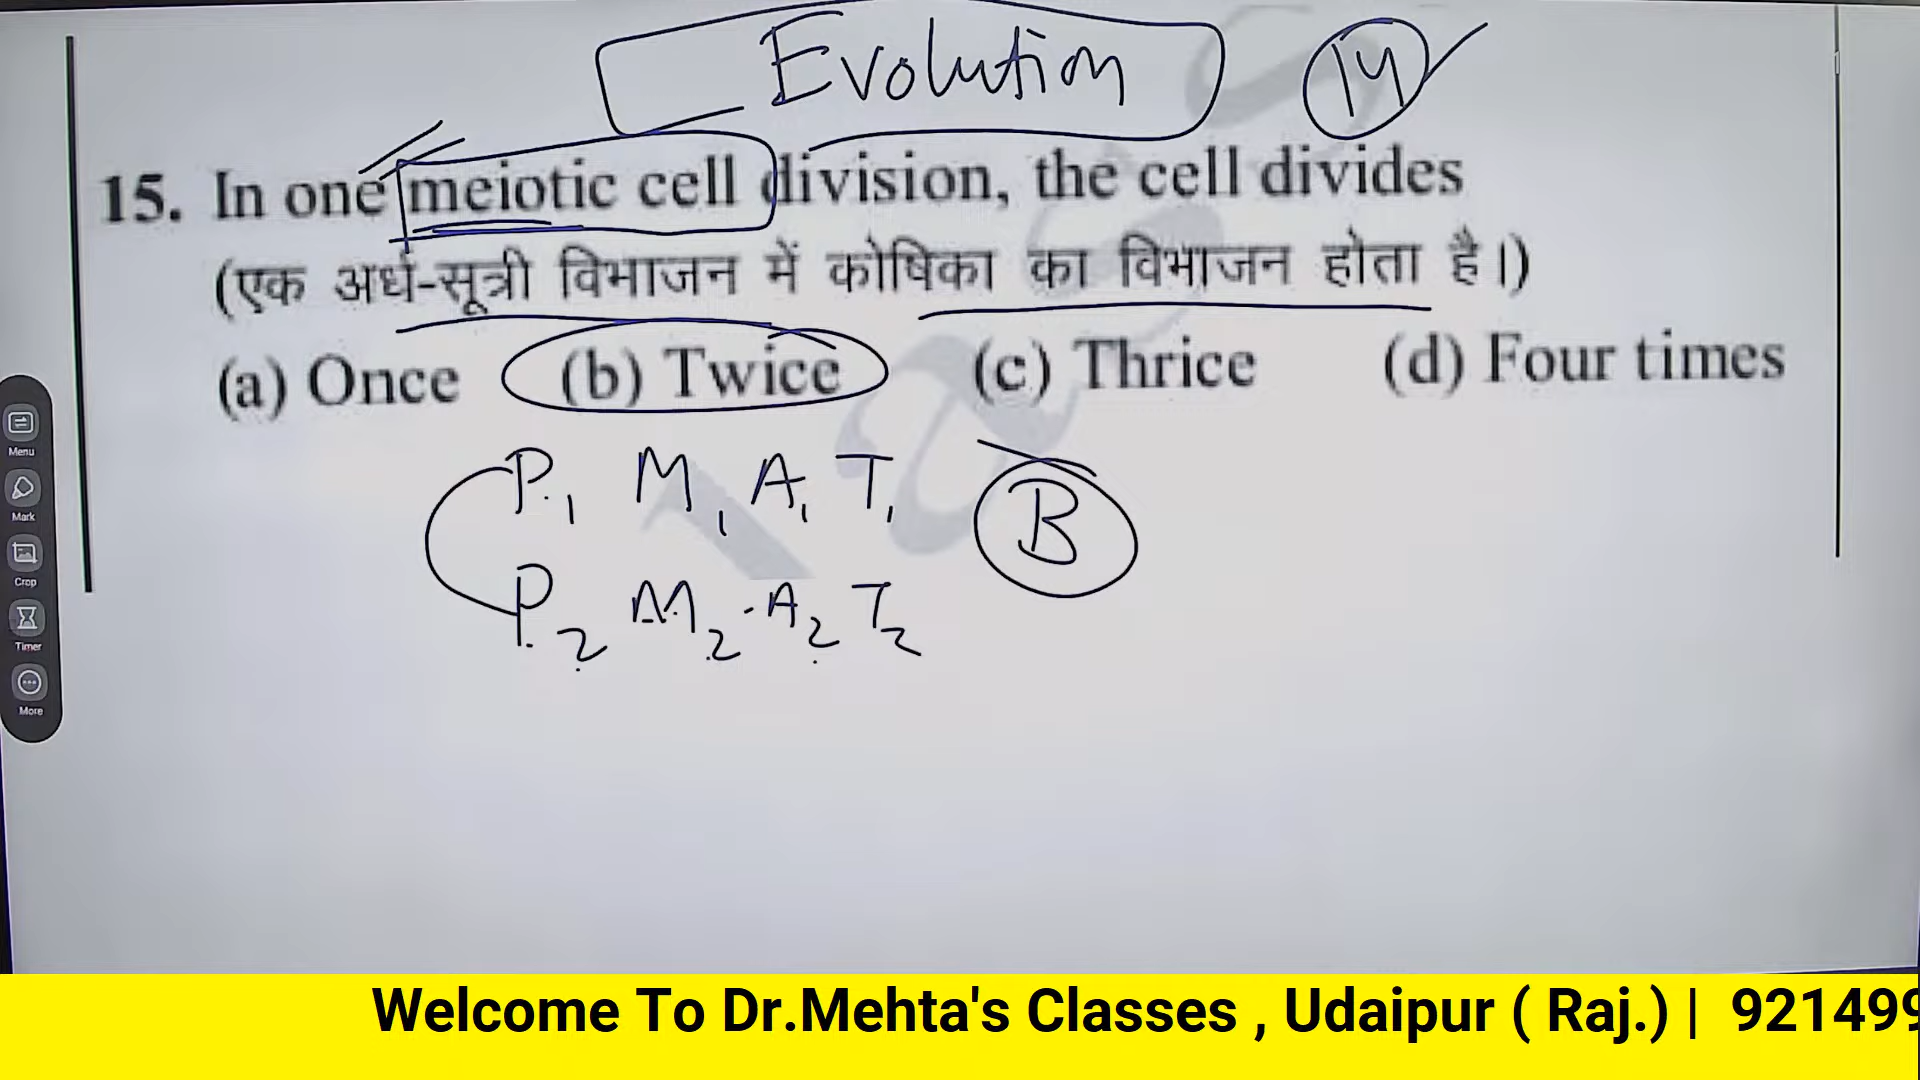 Evolution 14
15. In one meiotic cell division, the cell divides
(एक अर्ध-सूत्री विभाजन में कोषिका का विभाजन होता है।)
(a) Once (b) Twice (c) Thrice (d) Four times
P1 M1 A1 T1 B
P2 M2 A2 T2
Menu
Mark
Crop
Timer
More
Welcome To Dr.Mehta's Classes , Udaipur ( Raj.) |